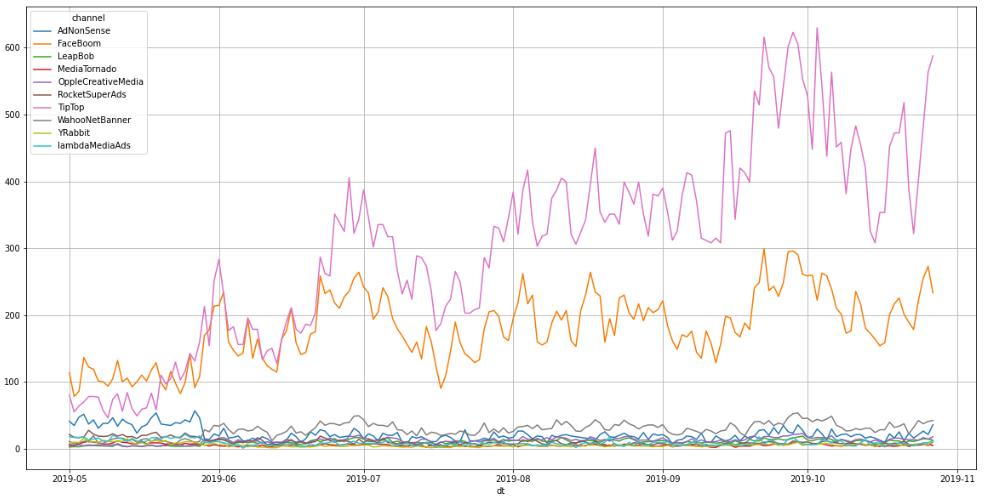 channel
AdNonSense
FaceBoom
LeapBob
MediaTornado
OppleCreativeMedia
RocketSuperAds
TipTop
WahooNetBanner
YRabbit
lambdaMediaAds
600
500
400
300
200
100
0
2019-05 2019-06 2019-07 2019-08 2019-09 2019-10 2019-11
dt